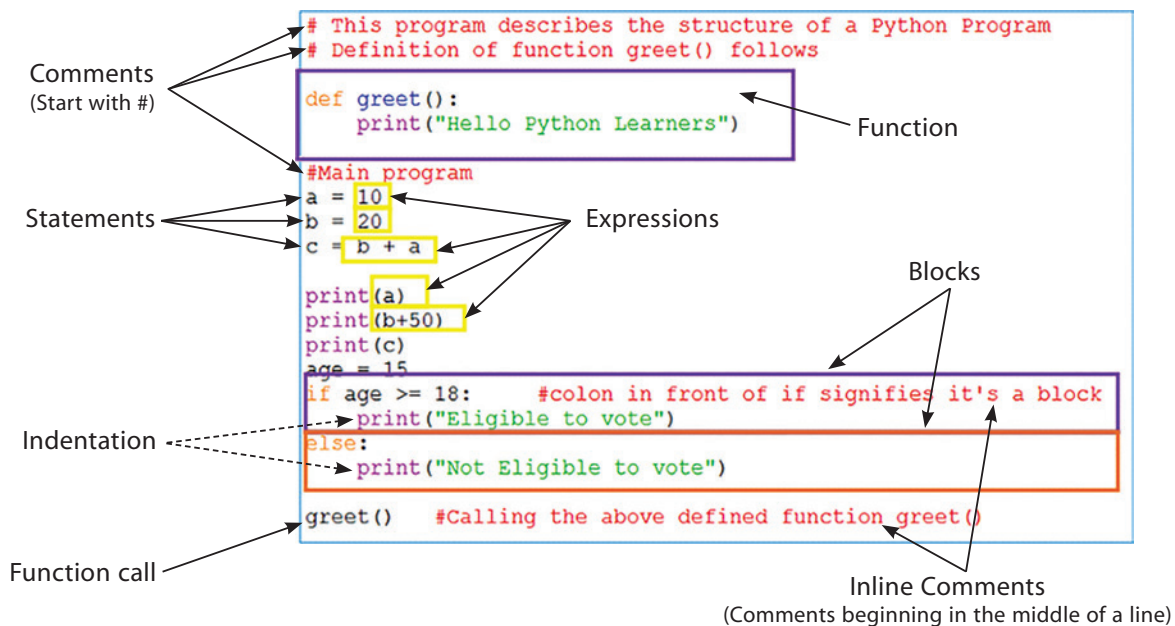 # This program describes the structure of a Python Program
# Definition of function greet() follows
Comments
(Start with #)
def greet():
    print("Hello Python Learners")
Function
#Main program
a = 10
Statements
b = 20
Expressions
c = b + a
Blocks
print(a)
print(b+50)
print(c)
age = 15
if age >= 18:     #colon in front of if signifies it's a block
    print("Eligible to vote")
Indentation
else:
    print("Not Eligible to vote")
greet()   #Calling the above defined function greet()
Function call
Inline Comments
(Comments beginning in the middle of a line)